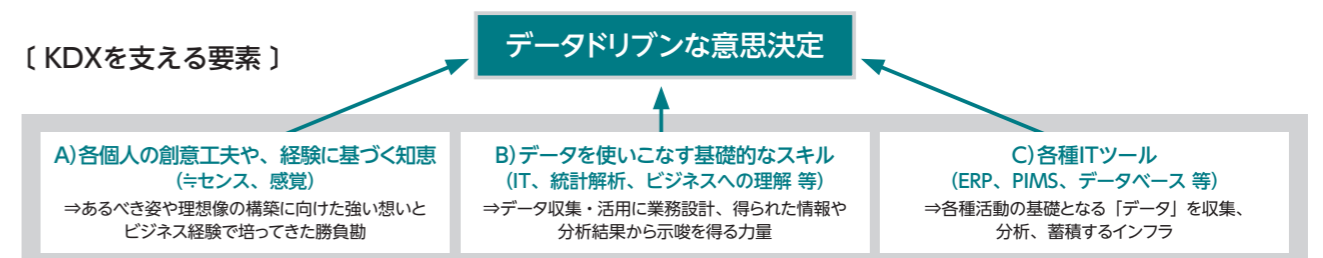 〔 KDXを支える要素 〕
データドリブンな意思決定
A)各個人の創意工夫や、経験に基づく知恵
(≒センス、感覚)
⇒あるべき姿や理想像の構築に向けた強い想いと
ビジネス経験で培ってきた勝負勘
B)データを使いこなす基礎的なスキル
(IT、統計解析、ビジネスへの理解 等)
⇒データ収集・活用に業務設計、得られた情報や
分析結果から示唆を得る力量
C)各種ITツール
(ERP、PIMS、データベース 等)
⇒各種活動の基礎となる「データ」を収集、
分析、蓄積するインフラ